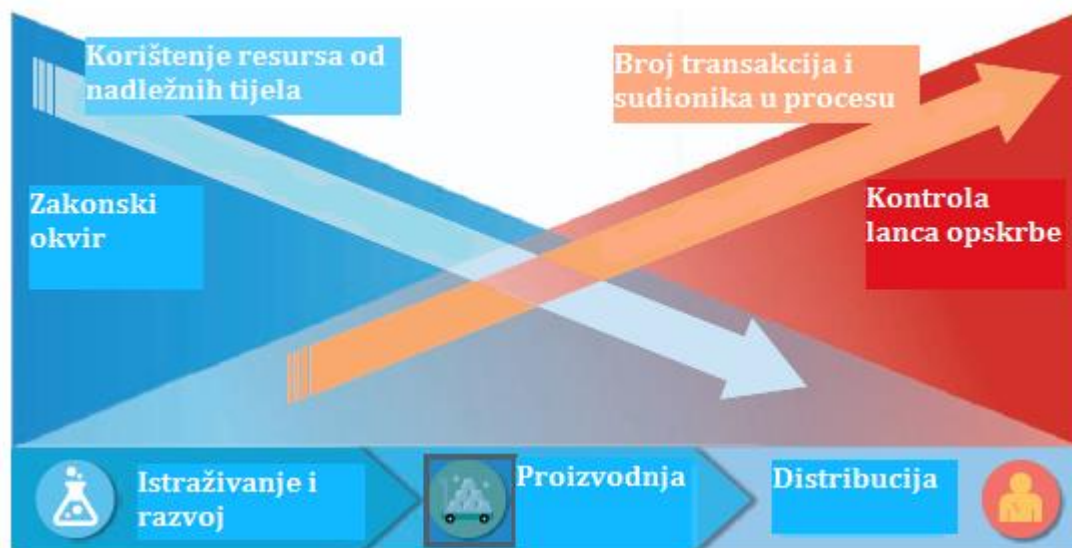 Korištenje resursa od
nadležnih tijela
Broj transakcija i
sudionika u procesu
Zakonski
okvir
Kontrola
lanca opskrbe
Istraživanje i
razvoj
Proizvodnja
Distribucija